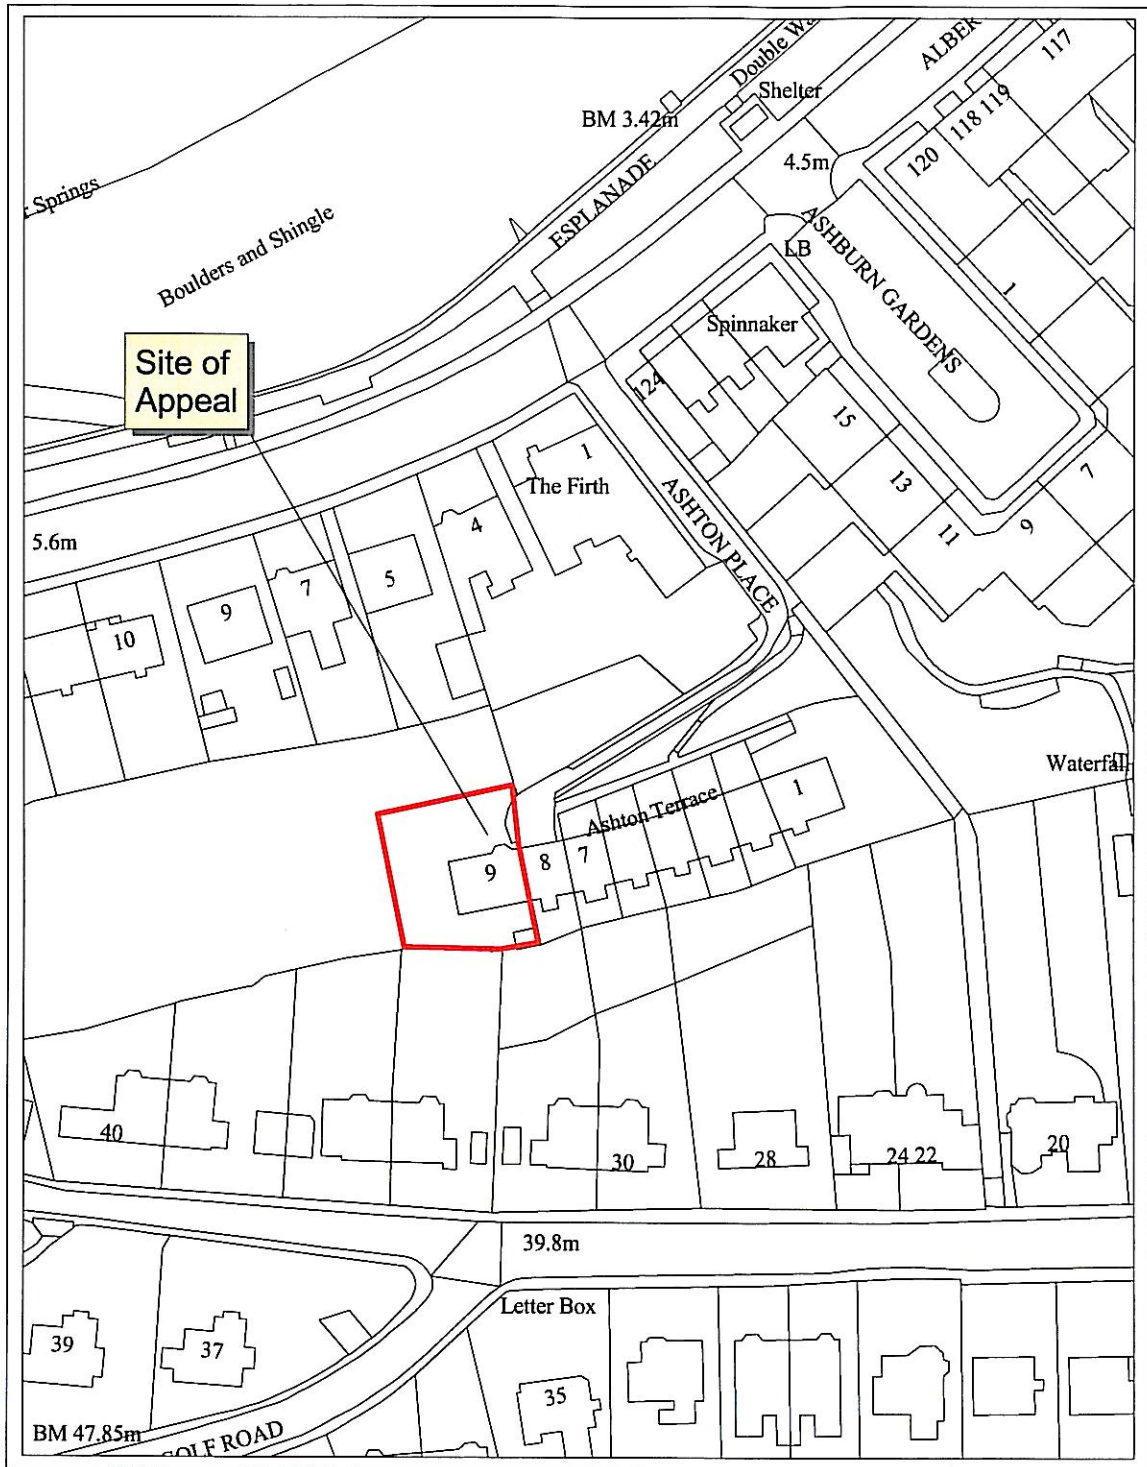 117
Double Wa
ALBER
Shelter
BM 3.42m
118 119
120
4.5m
Springs
ESPLANADE
ASHBURN GARDENS
Boulders and Shingle
LB
1
Spinnaker
Site of
Appeal
124
15
1
The Firth
13
7
ASHTON PLACE
4
11
9
5.6m
5
7
9
10
Waterfall
Ashton Terrace
1
9
8
7
40
30
28
24 22
20
39.8m
Letter Box
39
37
35
BM 47.85m
OLF ROAD